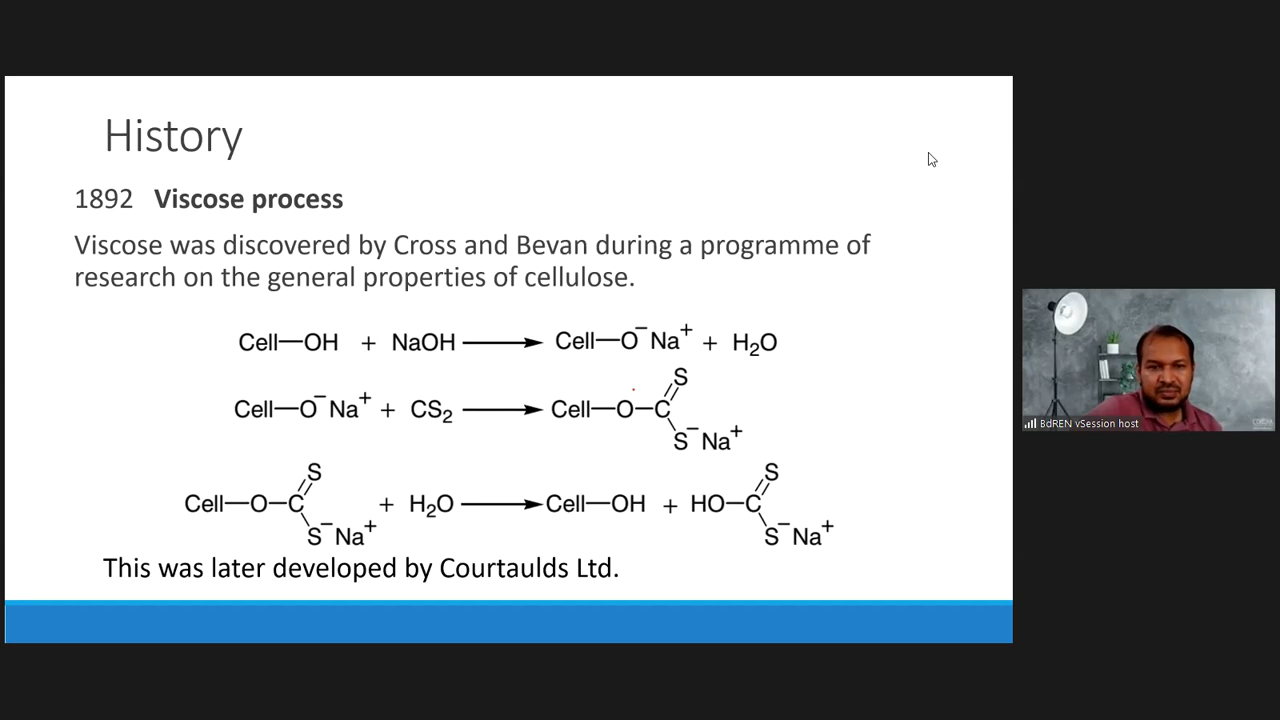 History
1892 Viscose process
Viscose was discovered by Cross and Bevan during a programme of
research on the general properties of cellulose.
Cell—OH + NaOH ⟶ Cell—O⁻Na⁺ + H₂O
Cell—O⁻Na⁺ + CS₂ ⟶ Cell—O—C S S⁻Na⁺
Cell—O—C S S⁻Na⁺ + H₂O ⟶ Cell—OH + HO—C S S⁻Na⁺
This was later developed by Courtaulds Ltd.
BdREN vSession host